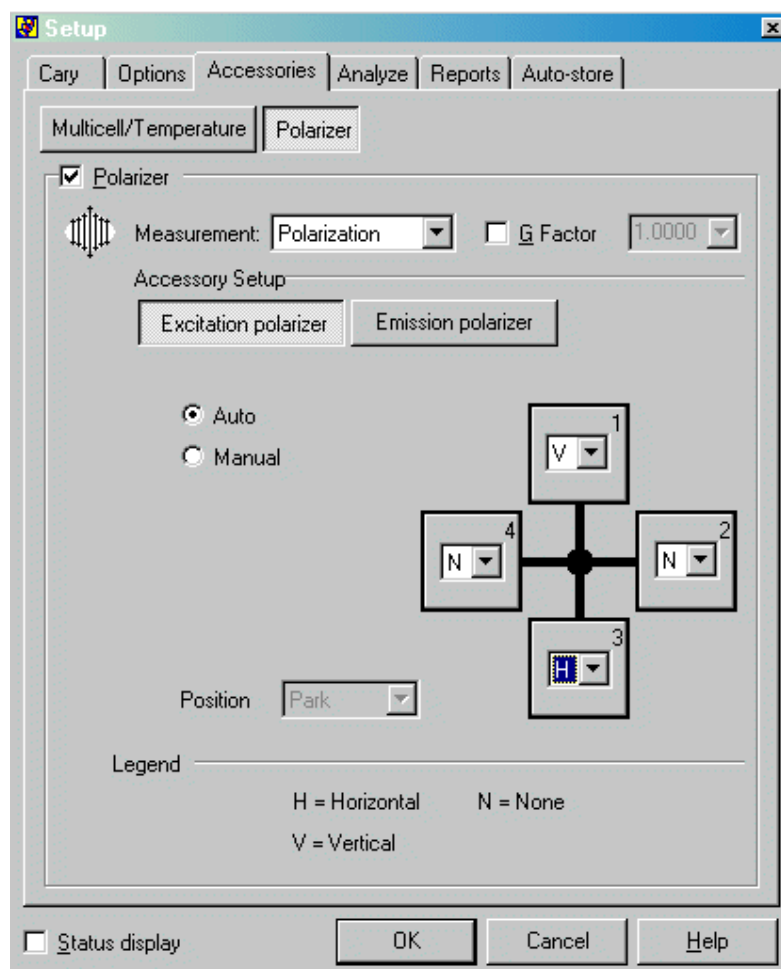 Setup
Cary Options Accessories Analyze Reports Auto-store
Multicell/Temperature Polarizer
Polarizer
Measurement: Polarization G Factor 1.0000
Accessory Setup
Excitation polarizer Emission polarizer
Auto
Manual
1
V
4
N
2
N
3
H
Position Park
Legend
H = Horizontal N = None
V = Vertical
Status display OK Cancel Help